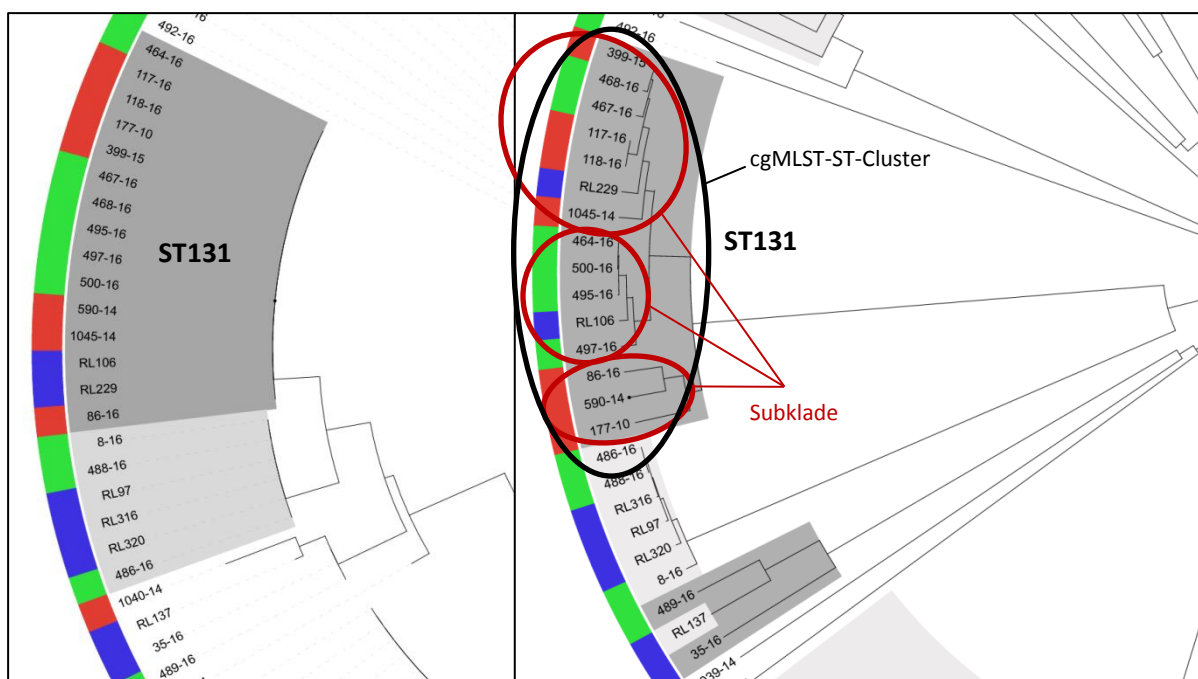 492-16
464-16
117-16
118-16
177-10
399-15
467-16
468-16
495-16
497-16
500-16
590-14
1045-14
RL106
RL229
86-16
8-16
488-16
RL97
RL316
RL320
486-16
1040-14
RL137
35-16
489-16
ST131
492-16
399-15
468-16
467-16
117-16
118-16
RL229
1045-14
464-16
500-16
495-16
RL106
497-16
86-16
590-14
177-10
486-16
488-16
RL316
RL97
RL320
8-16
489-16
RL137
35-16
cgMLST-ST-Cluster
ST131
Subklade